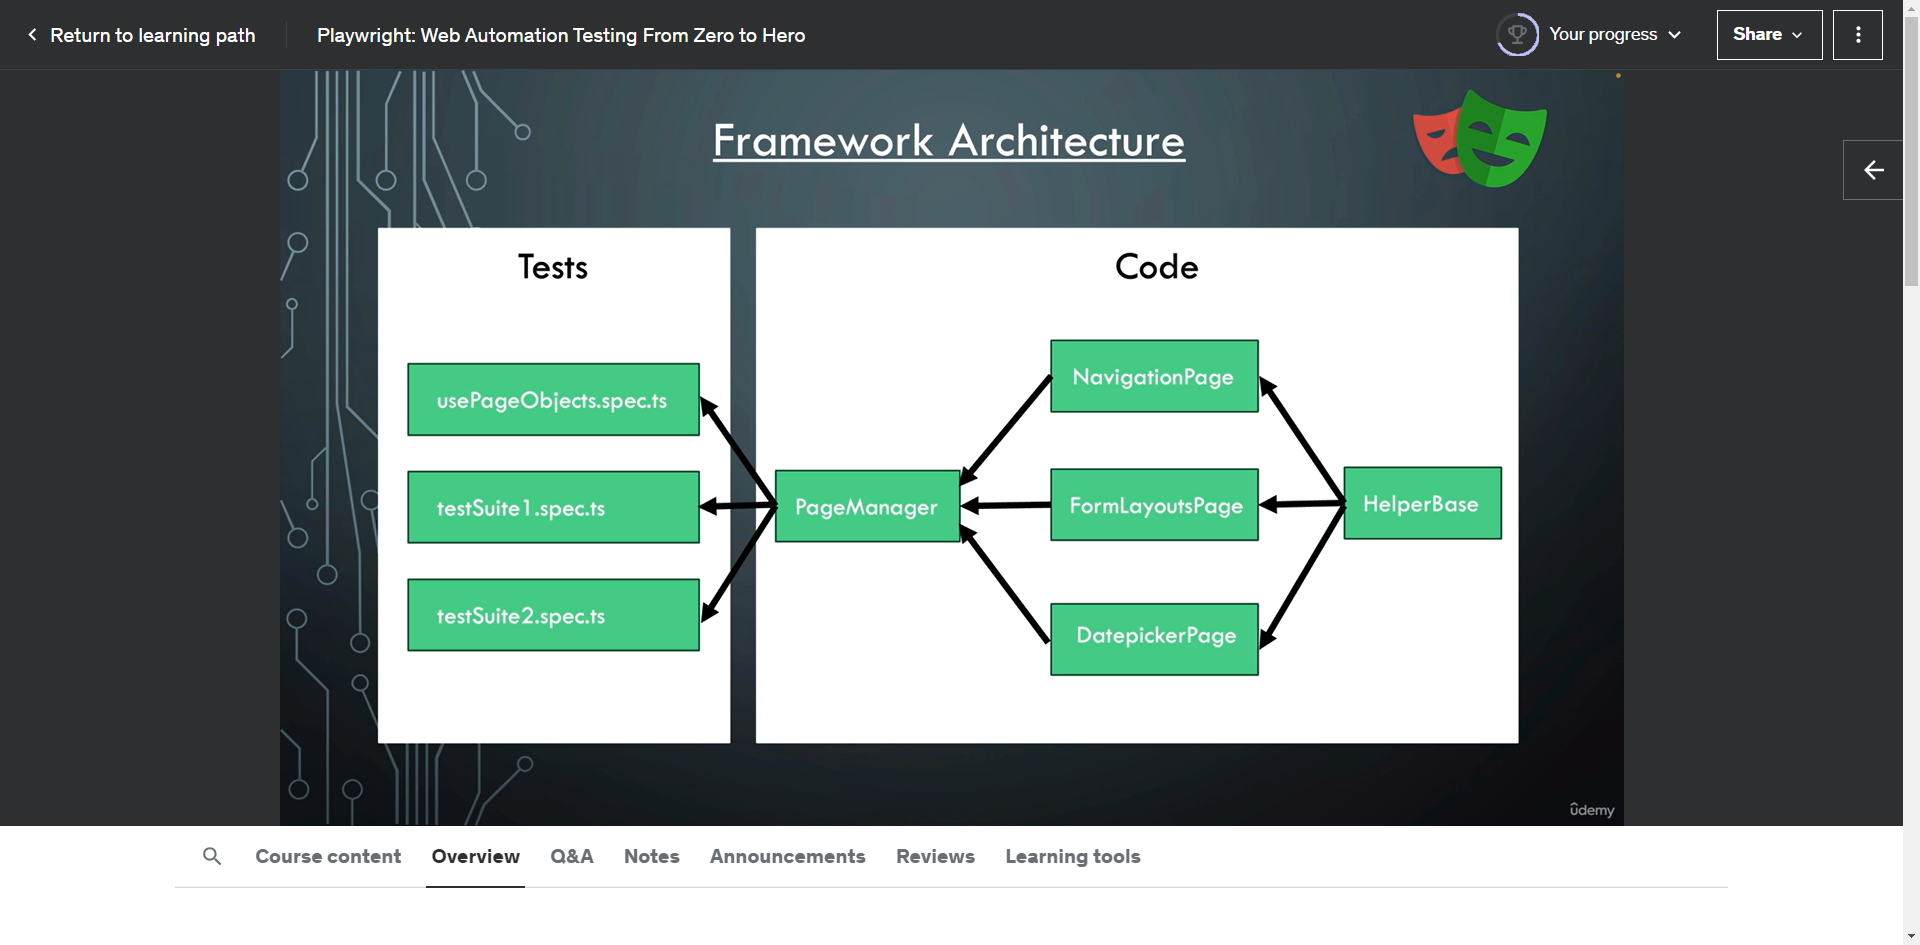 Return to learning path
Playwright: Web Automation Testing From Zero to Hero
Your progress
Share
Framework Architecture
Tests
Code
usePageObjects.spec.ts
testSuite1.spec.ts
testSuite2.spec.ts
PageManager
NavigationPage
FormLayoutsPage
DatepickerPage
HelperBase
ûdemy
Course content
Overview
Q&A
Notes
Announcements
Reviews
Learning tools